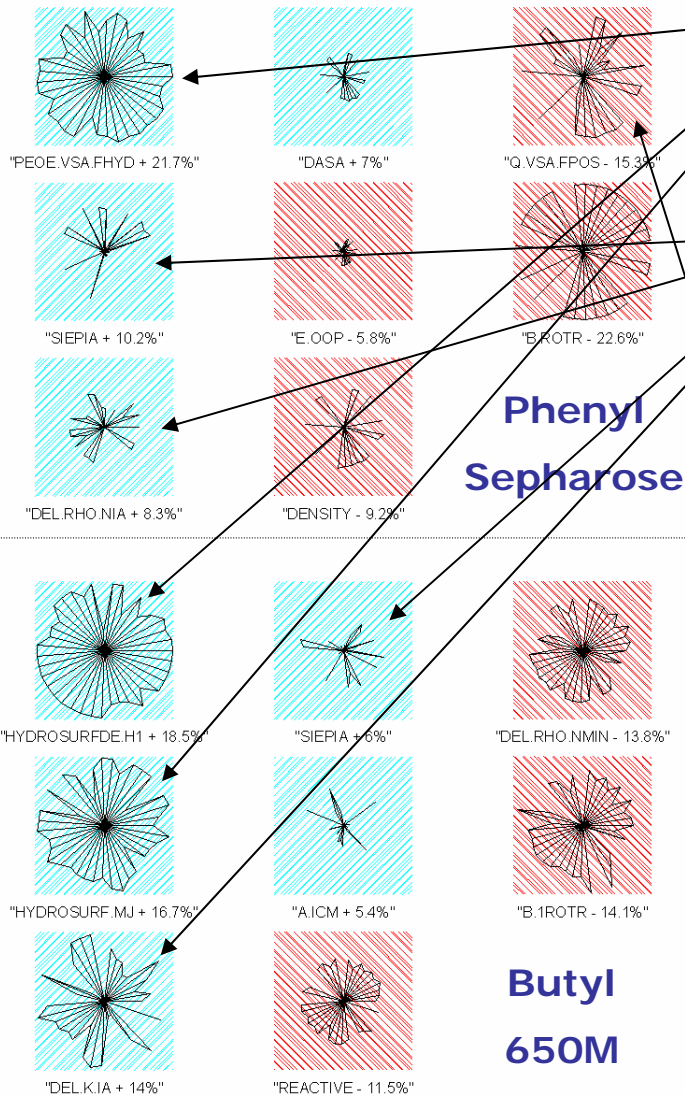 "PEOE.VSA.FHYD + 21.7%"
"DASA + 7%"
"Q.VSA.FPOS - 15.3%"
"SIEPIA + 10.2%"
"E.OOP - 5.8%"
"B.ROTR - 22.6%"
"DEL.RHO.NIA + 8.3%"
"DENSITY - 9.2%"
Phenyl
Sepharose
"HYDROSURFDE.H1 + 18.5%"
"SIEPIA + 6%"
"DEL.RHO.NMIN - 13.8%"
"HYDROSURF.MJ + 16.7%"
"A.ICM + 5.4%"
"B.1ROTR - 14.1%"
"DEL.K.IA + 14%"
"REACTIVE - 11.5%"
Butyl
650M